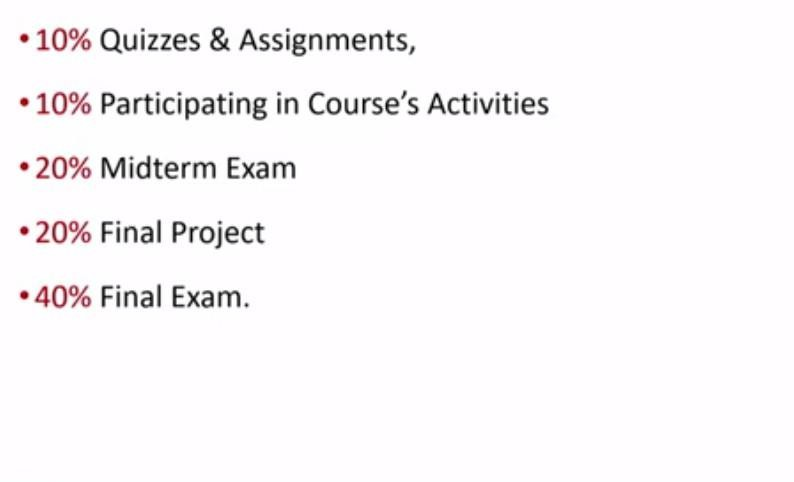 •10% Quizzes & Assignments,
•10% Participating in Course’s Activities
•20% Midterm Exam
•20% Final Project
•40% Final Exam.